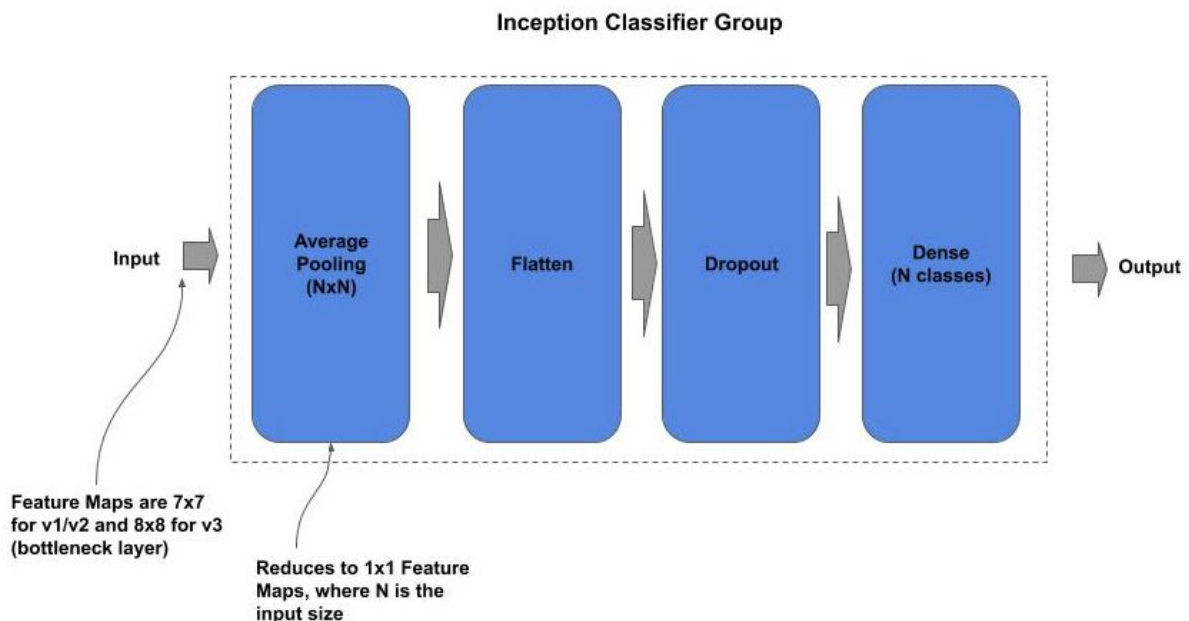 Inception Classifier Group
Input
Average
Pooling
(NxN)
Flatten
Dropout
Dense
(N classes)
Output
Feature Maps are 7x7
for v1/v2 and 8x8 for v3
(bottleneck layer)
Reduces to 1x1 Feature
Maps, where N is the
input size